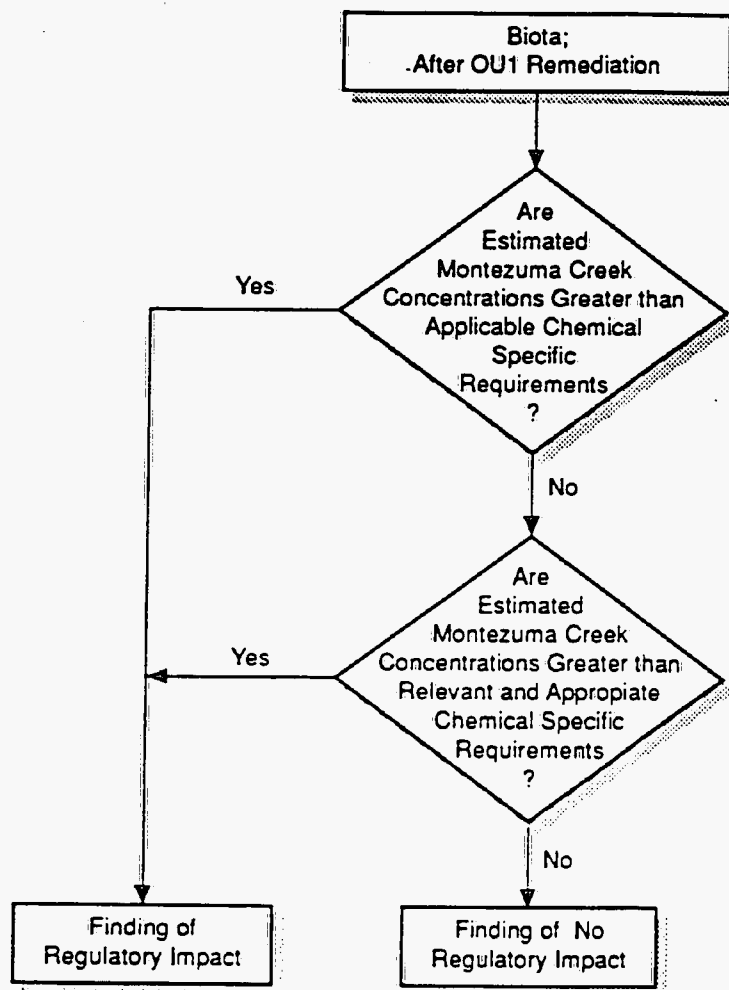 Biota;
After OU1 Remediation
Are
Estimated
Montezuma Creek
Concentrations Greater than
Applicable Chemical
Specific
Requirements
?
Yes
No
Are
Estimated
Montezuma Creek
Concentrations Greater than
Relevant and Appropiate
Chemical Specific
Requirements
?
Yes
No
Finding of
Regulatory Impact
Finding of No
Regulatory Impact